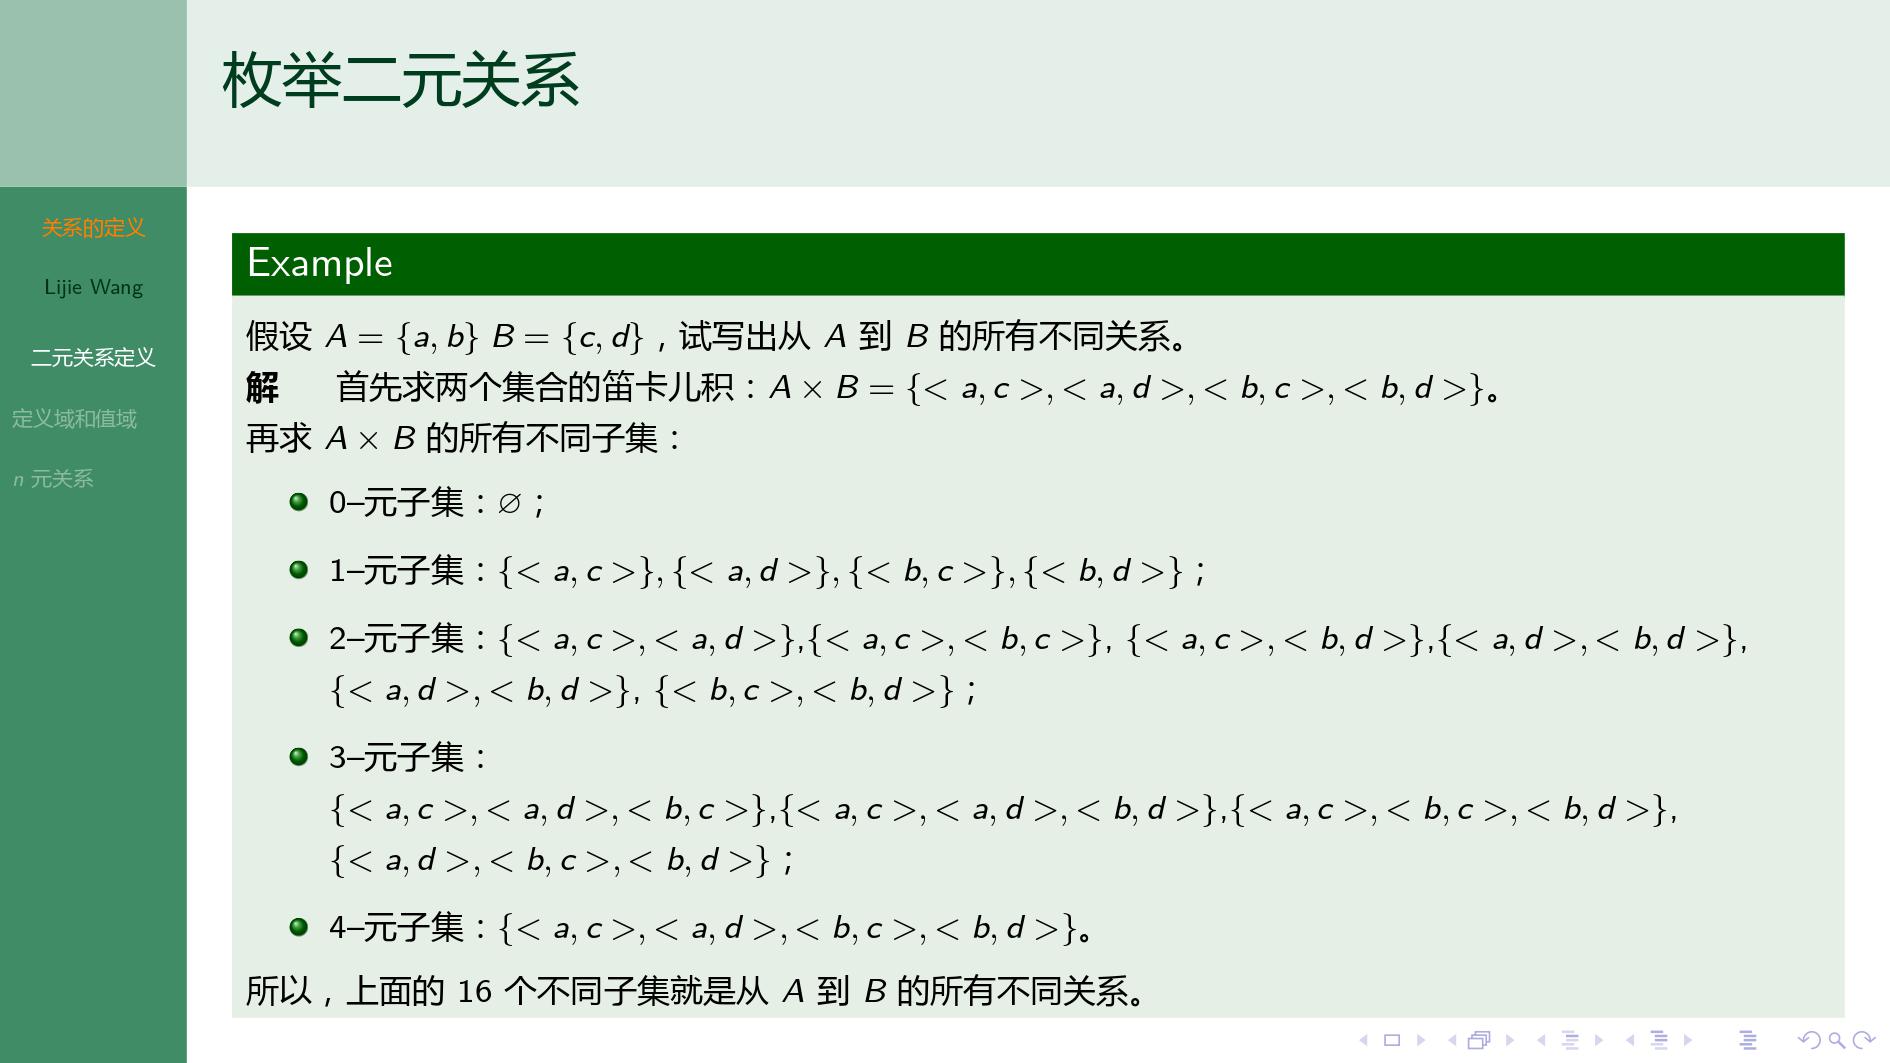 枚举二元关系
关系的定义
Lijie Wang
二元关系定义
定义域和值域
n 元关系
Example
假设 A = {a, b} B = {c, d}，试写出从 A 到 B 的所有不同关系。
解 首先求两个集合的笛卡儿积：A × B = {< a, c >, < a, d >, < b, c >, < b, d >}。
再求 A × B 的所有不同子集：
0–元子集：∅；
1–元子集：{< a, c >}, {< a, d >}, {< b, c >}, {< b, d >}；
2–元子集：{< a, c >, < a, d >},{< a, c >, < b, c >}, {< a, c >, < b, d >},{< a, d >, < b, d >},
{< a, d >, < b, d >}, {< b, c >, < b, d >}；
3–元子集：
{< a, c >, < a, d >, < b, c >},{< a, c >, < a, d >, < b, d >},{< a, c >, < b, c >, < b, d >},
{< a, d >, < b, c >, < b, d >}；
4–元子集：{< a, c >, < a, d >, < b, c >, < b, d >}。
所以，上面的 16 个不同子集就是从 A 到 B 的所有不同关系。